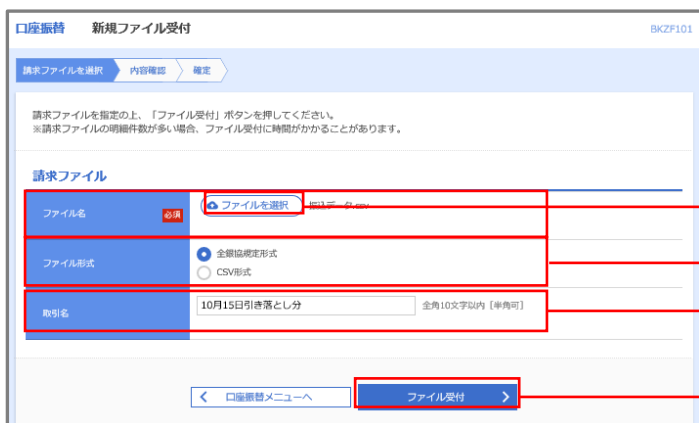 口座振替 新規ファイル受付 BKZF101
請求ファイルを選択 内容確認 確定
請求ファイルを指定の上、「ファイル受付」ボタンを押してください。
※請求ファイルの明細件数が多い場合、ファイル受付に時間がかかることがあります。
請求ファイル
ファイル名 必須 ファイルを選択 振込データ.csv
ファイル形式 全銀協規定形式
CSV形式
取引名 10月15日引き落とし分 全角10文字以内 [半角可]
口座振替メニューへ ファイル受付